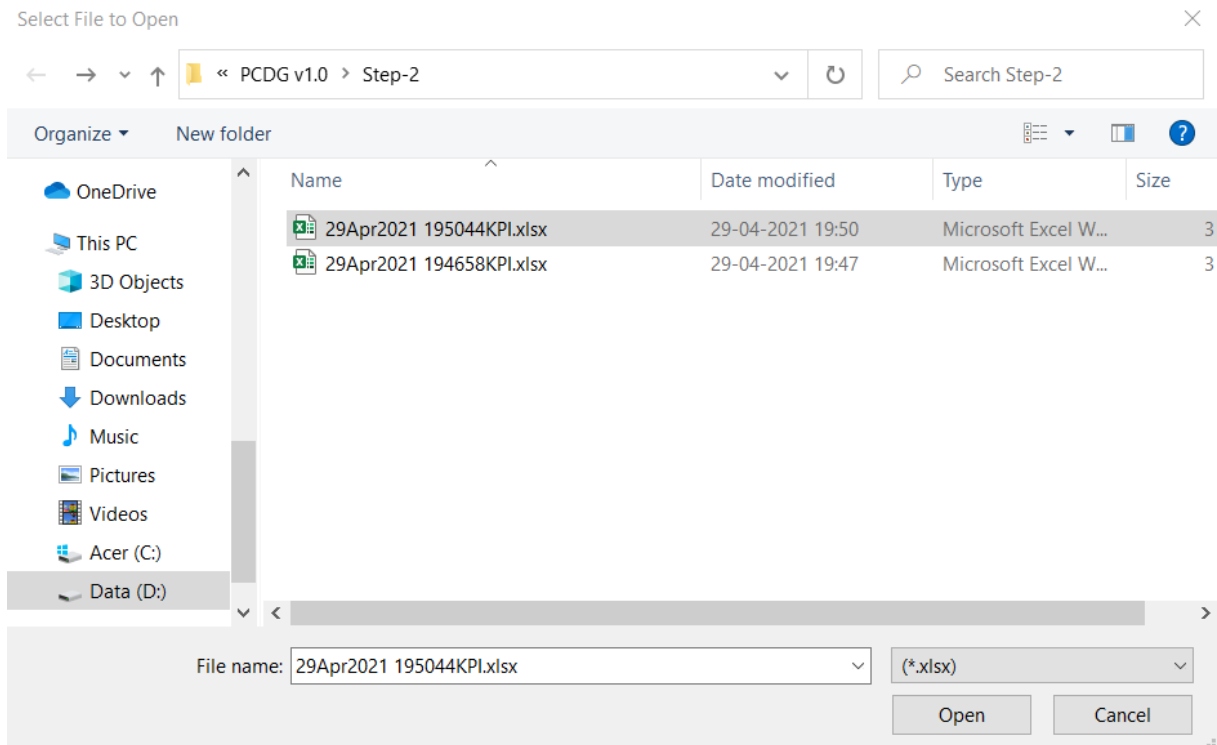 Select File to Open
« PCDG v1.0 > Step-2
Search Step-2
Organize
New folder
?
Name
Date modified
Type
Size
29Apr2021 195044KPI.xlsx 29-04-2021 19:50 Microsoft Excel W... 3
29Apr2021 194658KPI.xlsx 29-04-2021 19:47 Microsoft Excel W... 3
OneDrive
This PC
3D Objects
Desktop
Documents
Downloads
Music
Pictures
Videos
Acer (C:)
Data (D:)
File name: 29Apr2021 195044KPI.xlsx
(*.xlsx)
Open
Cancel